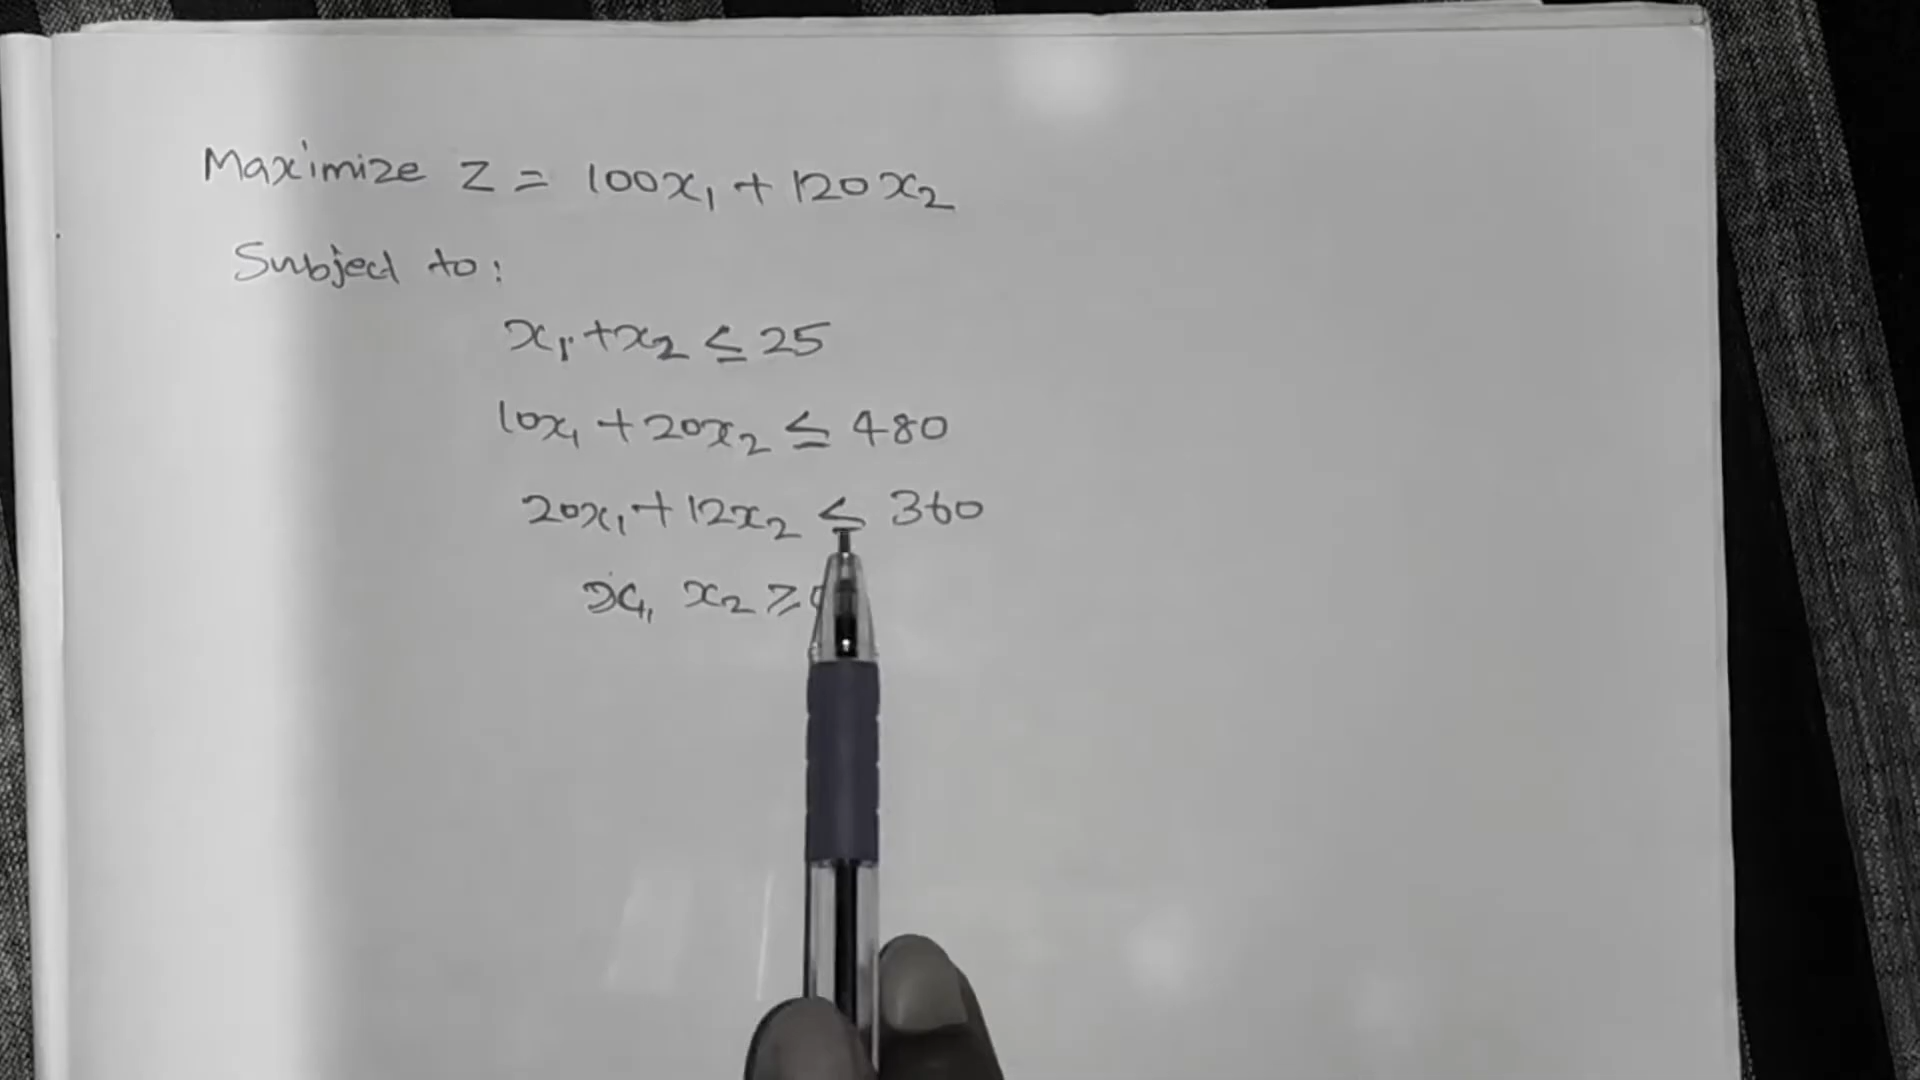 Maximize Z = 100x₁ + 120x₂
Subject to:
x₁ + x₂ ≤ 25
10x₁ + 20x₂ ≤ 480
20x₁ + 12x₂ ≤ 360
x₁, x₂ ≥